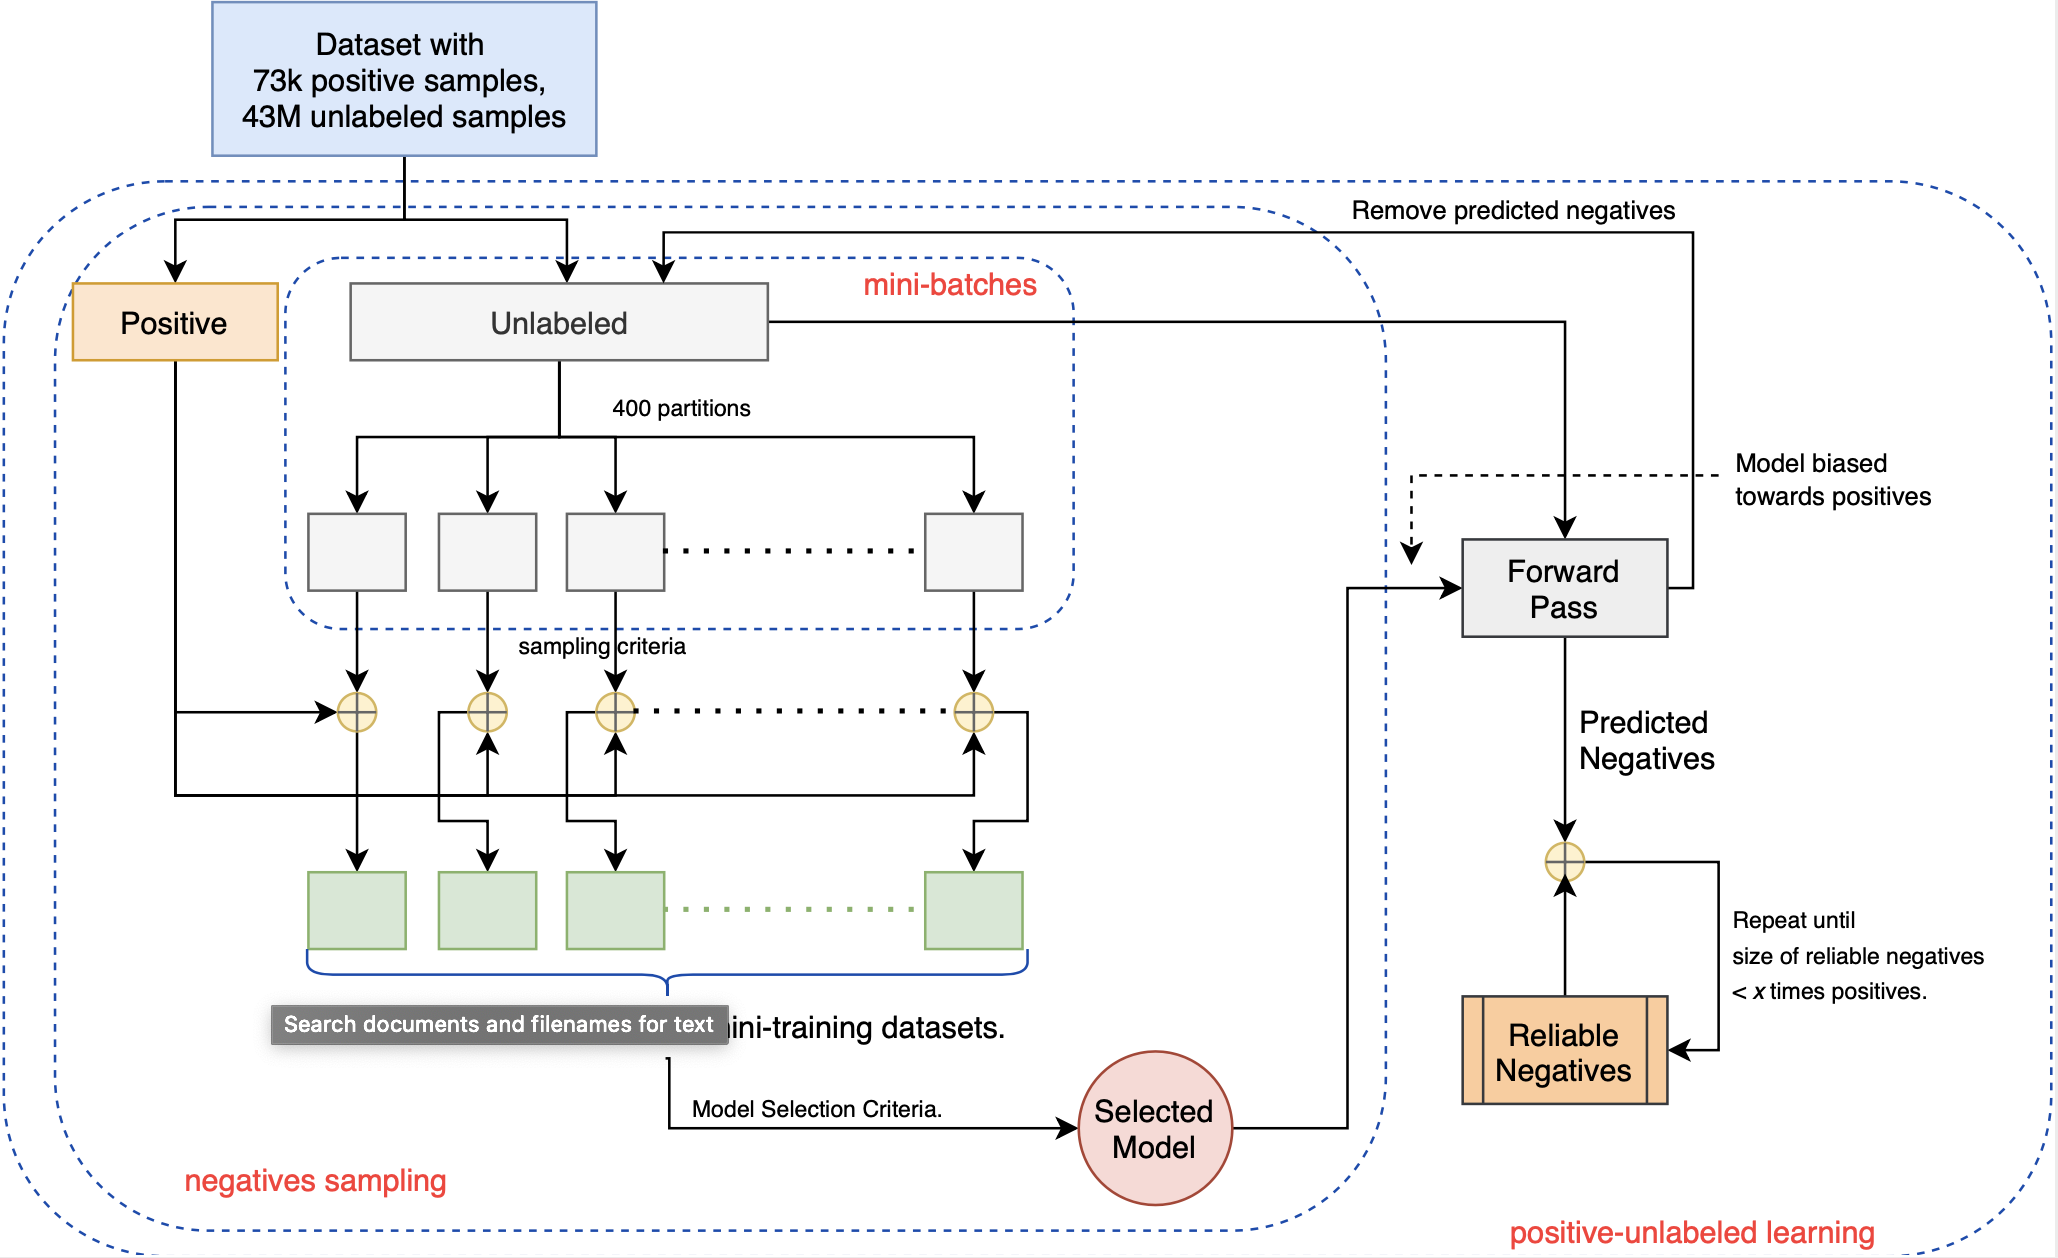 Dataset with
73k positive samples,
43M unlabeled samples
Remove predicted negatives
mini-batches
Positive
Unlabeled
400 partitions
Model biased
towards positives
Forward
Pass
sampling criteria
Predicted
Negatives
Repeat until
size of reliable negatives
< x times positives.
Search documents and filenames for text
ini-training datasets.
Reliable
Negatives
Model Selection Criteria.
Selected
Model
negatives sampling
positive-unlabeled learning